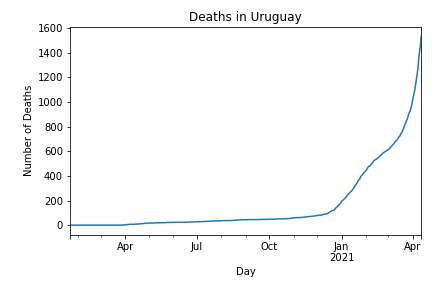 Deaths in Uruguay
1600
1400
1200
1000
800
600
400
200
0
Number of Deaths
Apr
Jul
Oct
Jan
2021
Apr
Day